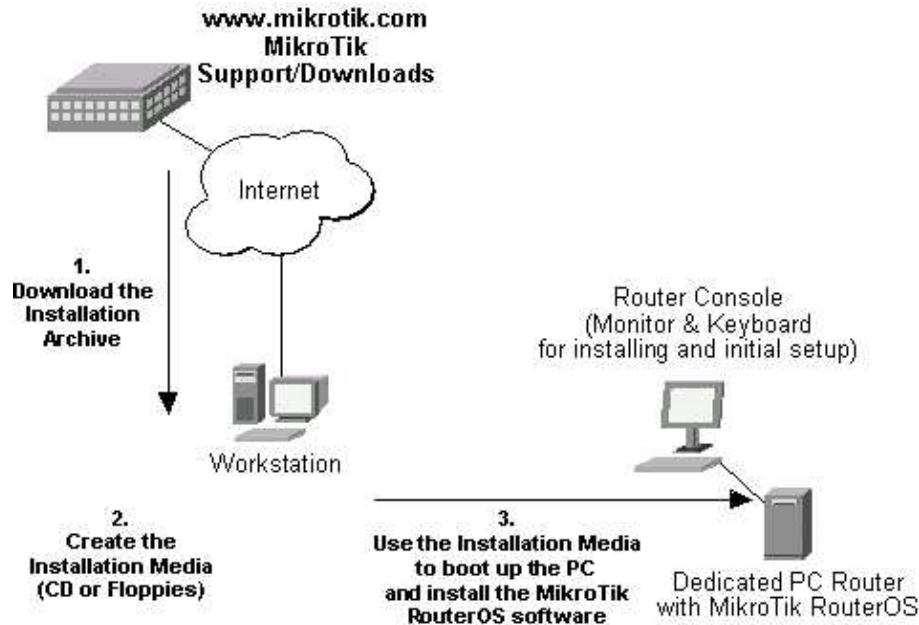 www.mikrotik.com
MikroTik
Support/Downloads
Internet
1.
Download the
Installation
Archive
Router Console
(Monitor & Keyboard
for installing and initial setup)
Workstation
2.
Create the
Installation Media
(CD or Floppies)
3.
Use the Installation Media
to boot up the PC
and install the MikroTik
RouterOS software
Dedicated PC Router
with MikroTik RouterOS